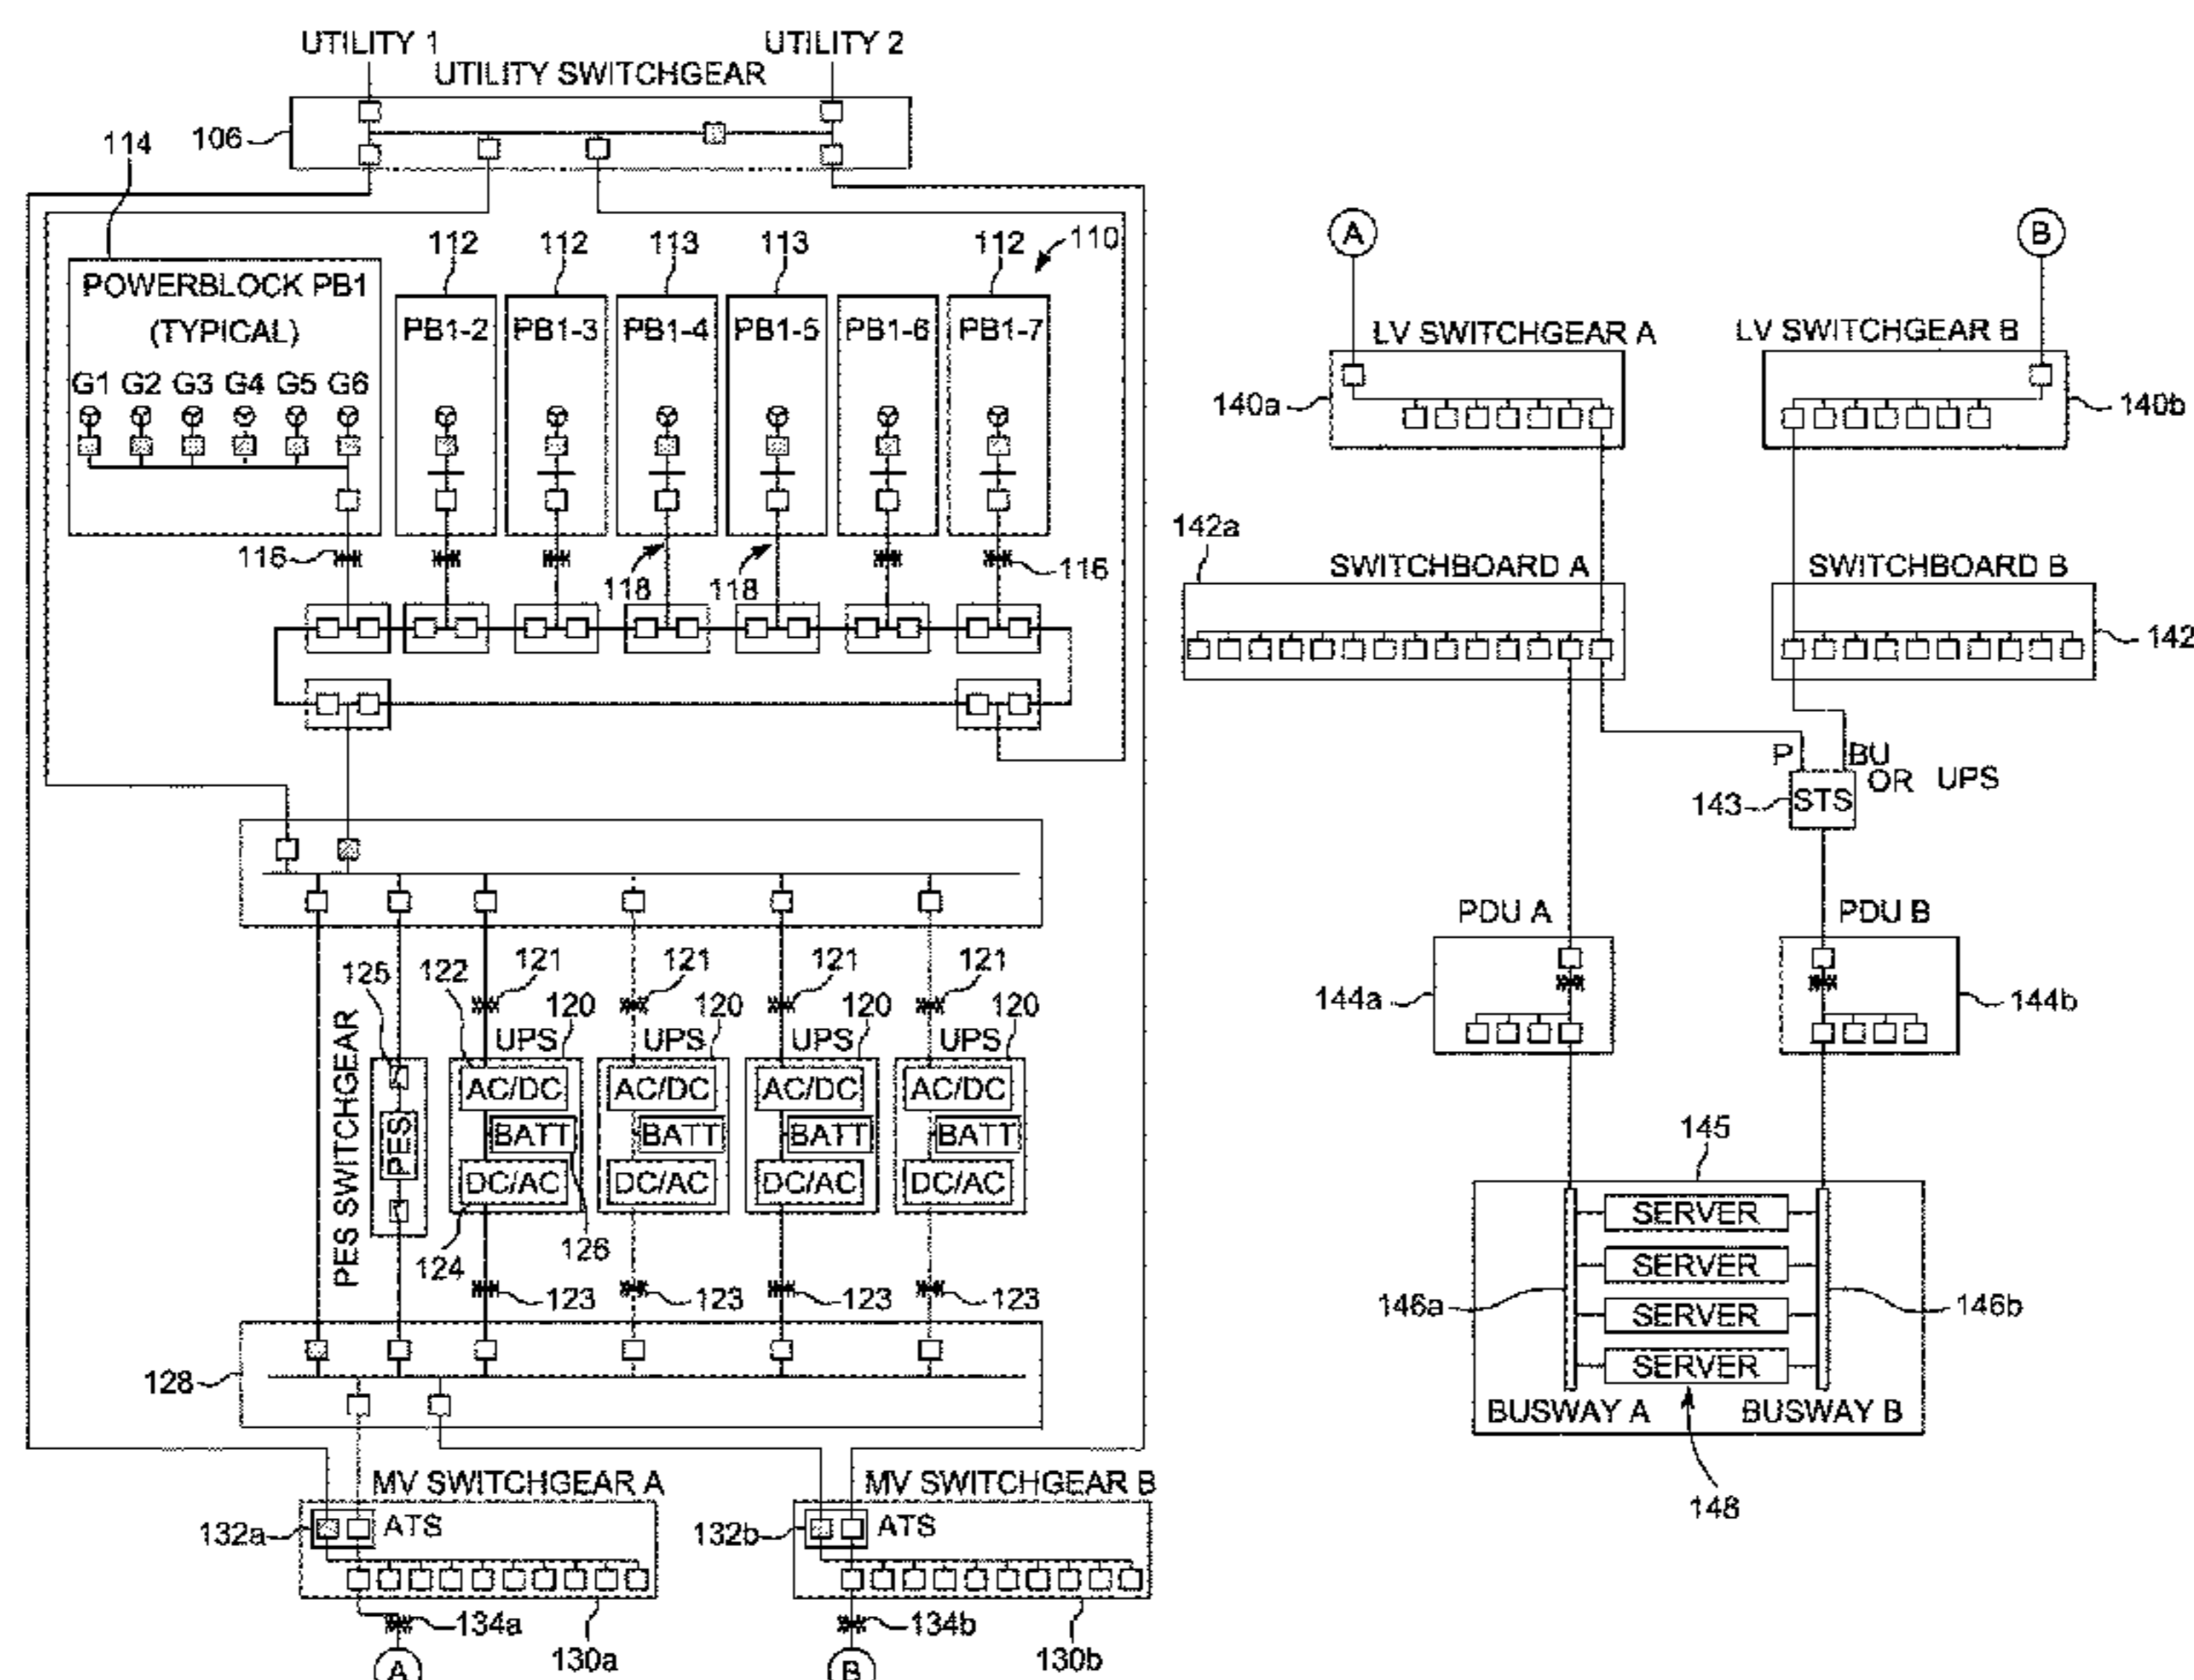 UTILITY 1
UTILITY 2
UTILITY SWITCHGEAR
106
114
112
112
113
113
112
110
POWERBLOCK PB1
(TYPICAL)
G1 G2 G3 G4 G5 G6
PB1-2
PB1-3
PB1-4
PB1-5
PB1-6
PB1-7
116
118
118
116
PES SWITCHGEAR
125
122
121
121
121
121
120
120
120
120
UPS
UPS
UPS
UPS
PES
AC/DC
AC/DC
AC/DC
AC/DC
BATT
BATT
BATT
BATT
DC/AC
DC/AC
DC/AC
DC/AC
124
126
123
123
123
123
128
MV SWITCHGEAR A
MV SWITCHGEAR B
132a
ATS
132b
ATS
134a
130a
134b
130b
A
B
A
B
LV SWITCHGEAR A
LV SWITCHGEAR B
140a
140b
142a
SWITCHBOARD A
SWITCHBOARD B
142
P
BU
OR UPS
143
STS
PDU A
PDU B
144a
144b
145
SERVER
SERVER
SERVER
SERVER
146a
146b
BUSWAY A
BUSWAY B
148